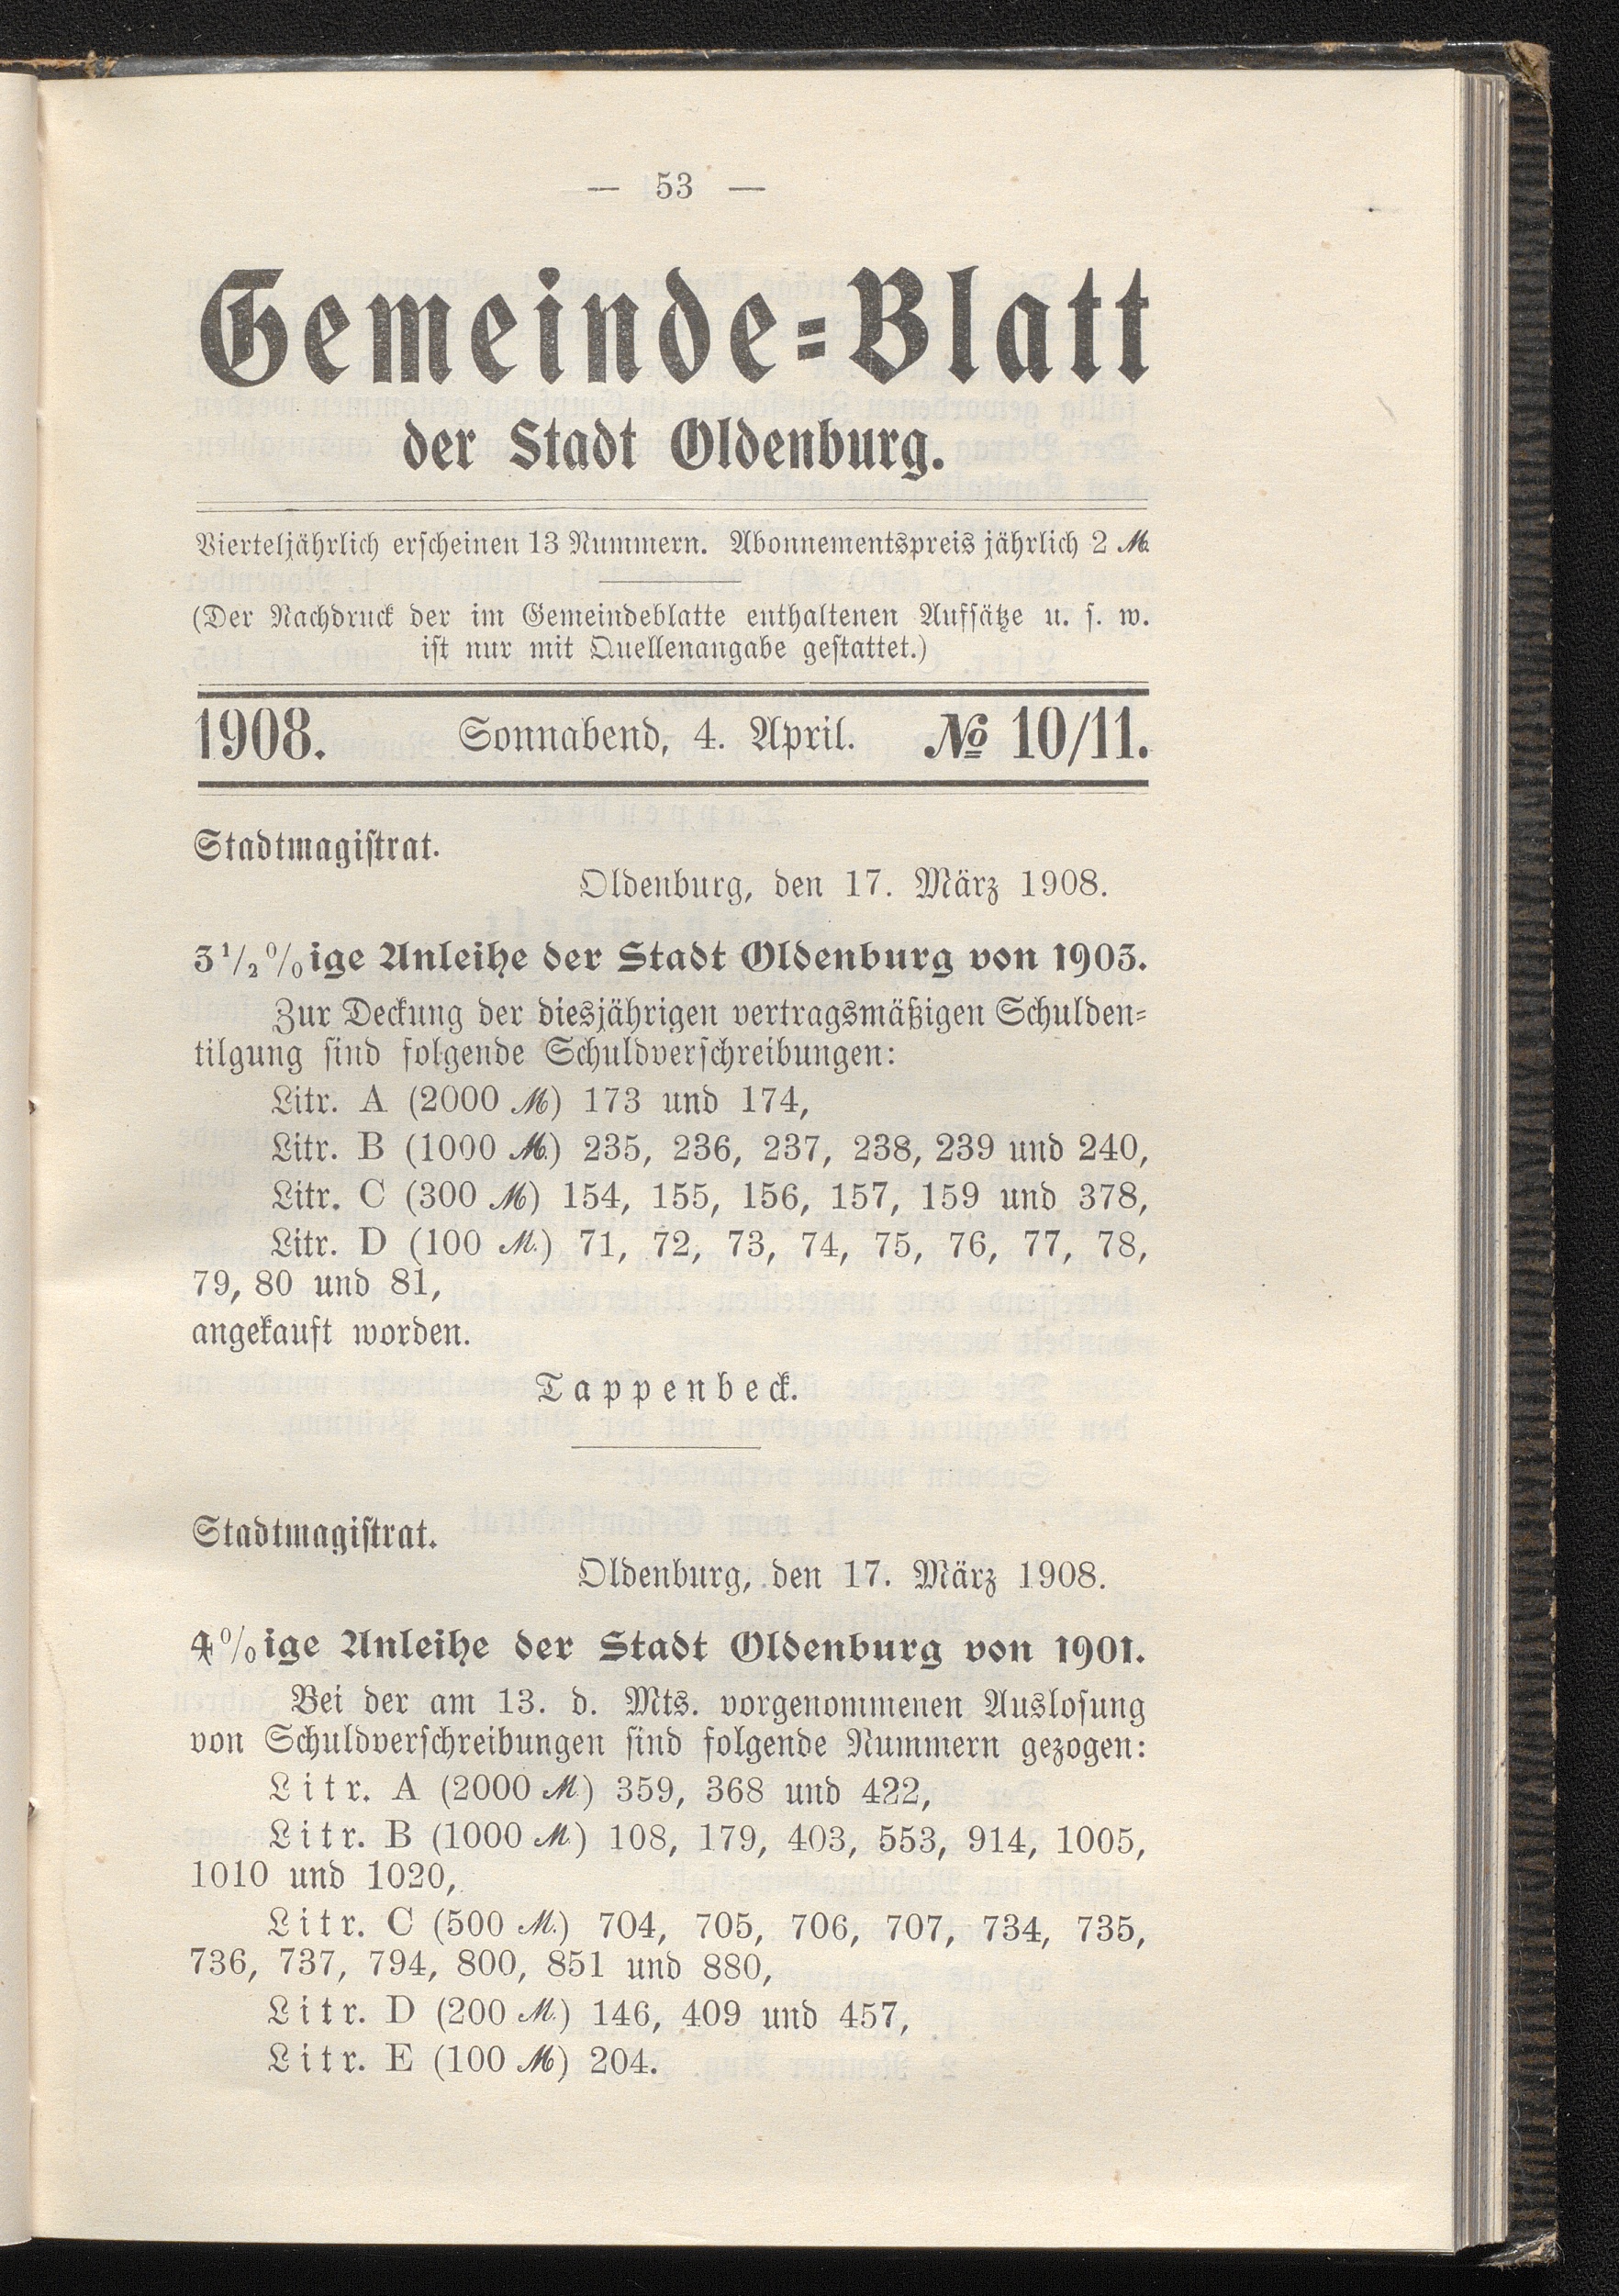 — 53 —
Gemeinde=Blatt
der Stadt Oldenburg.
Vierteljährlich erscheinen 13 Nummern. Abonnementspreis jährlich 2 ℳ.
(Der Nachdruck der im Gemeindeblatte enthaltenen Aufsätze u. s. w.
ist nur mit Quellenangabe gestattet.)
1908. Sonnabend, 4. April. № 10/11.
Stadtmagistrat.
Oldenburg, den 17. März 1908.
3½%ige Anleihe der Stadt Oldenburg von 1903.
Zur Deckung der diesjährigen vertragsmäßigen Schulden=
tilgung sind folgende Schuldverschreibungen:
Litr. A (2000 ℳ) 173 und 174,
Litr. B (1000 ℳ) 235, 236, 237, 238, 239 und 240,
Litr. C (300 ℳ) 154, 155, 156, 157, 159 und 378,
Litr. D (100 ℳ) 71, 72, 73, 74, 75, 76, 77, 78,
79, 80 und 81,
angekauft worden.
Tappenbeck.
Stadtmagistrat.
Oldenburg, den 17. März 1908.
4%ige Anleihe der Stadt Oldenburg von 1901.
Bei der am 13. d. Mts. vorgenommenen Auslosung
von Schuldverschreibungen sind folgende Nummern gezogen:
Litr. A (2000 ℳ) 359, 368 und 422,
Litr. B (1000 ℳ) 108, 179, 403, 553, 914, 1005,
1010 und 1020,
Litr. C (500 ℳ) 704, 705, 706, 707, 734, 735,
736, 737, 794, 800, 851 und 880,
Litr. D (200 ℳ) 146, 409 und 457,
Litr. E (100 ℳ) 204.